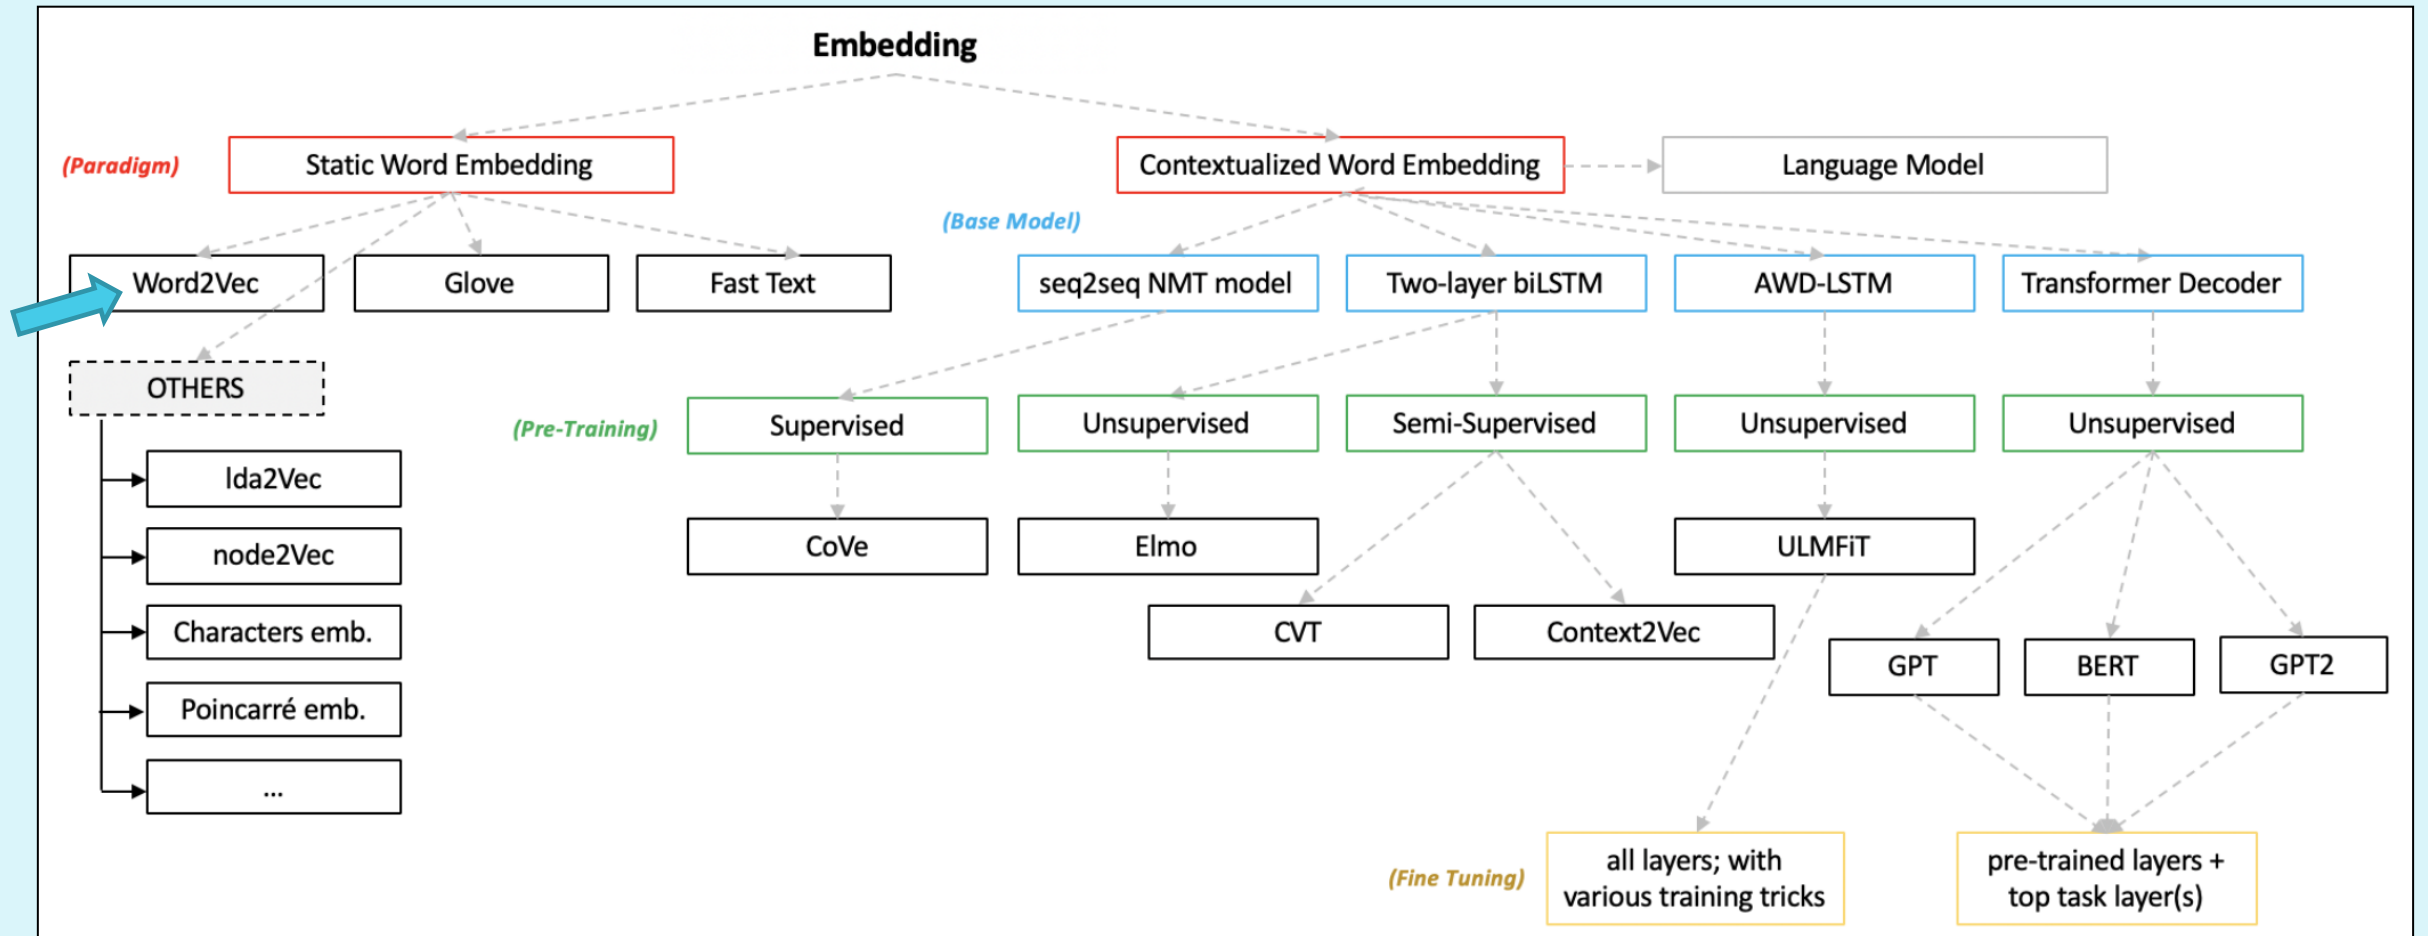 Embedding
(Paradigm)
Static Word Embedding
Contextualized Word Embedding
Language Model
(Base Model)
Word2Vec
Glove
Fast Text
seq2seq NMT model
Two-layer biLSTM
AWD-LSTM
Transformer Decoder
OTHERS
(Pre-Training)
Supervised
Unsupervised
Semi-Supervised
Unsupervised
Unsupervised
lda2Vec
node2Vec
Characters emb.
Poincarré emb.
...
CoVe
Elmo
ULMFiT
CVT
Context2Vec
GPT
BERT
GPT2
(Fine Tuning)
all layers; with
various training tricks
pre-trained layers +
top task layer(s)